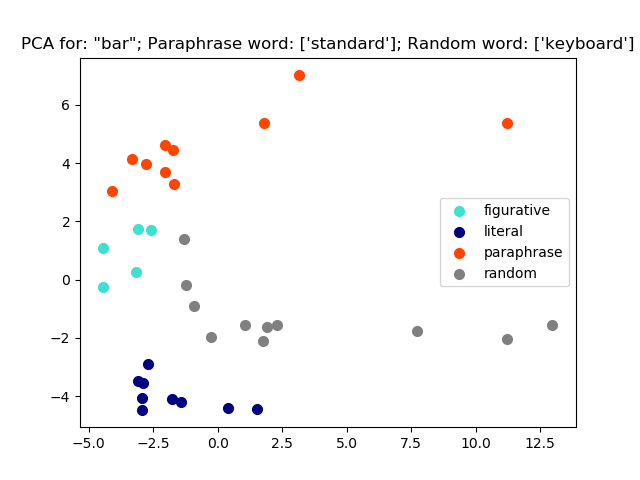 PCA for: "bar"; Paraphrase word: ['standard']; Random word: ['keyboard']
6
4
2
0
−2
−4
figurative
literal
paraphrase
random
−5.0 −2.5 0.0 2.5 5.0 7.5 10.0 12.5